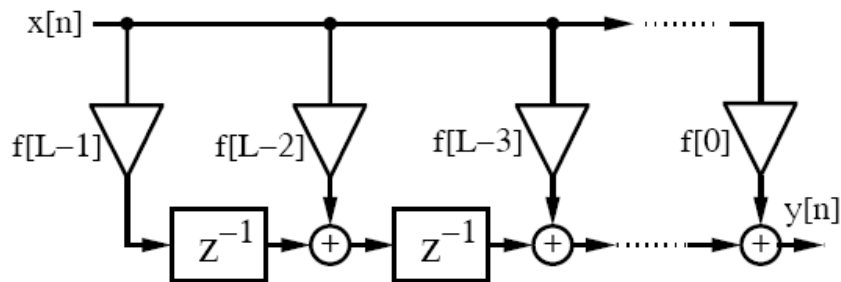 x[n]
f[L−1] f[L−2] f[L−3] f[0]
y[n]
z⁻¹ + z⁻¹ + +